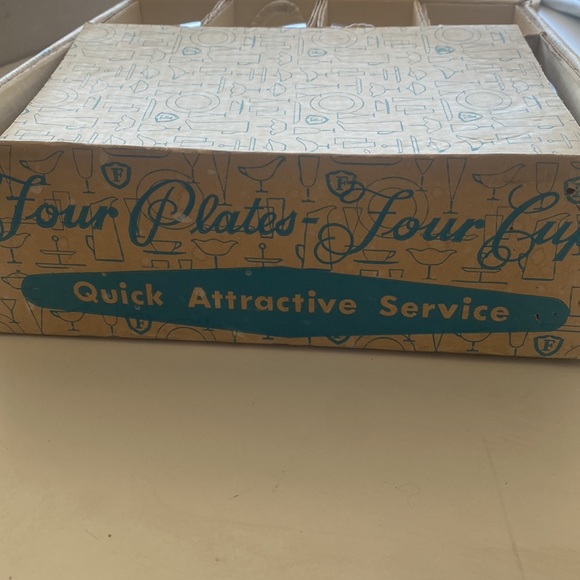 Four Plates - Four Cup
Quick Attractive Service
F
F
F
F